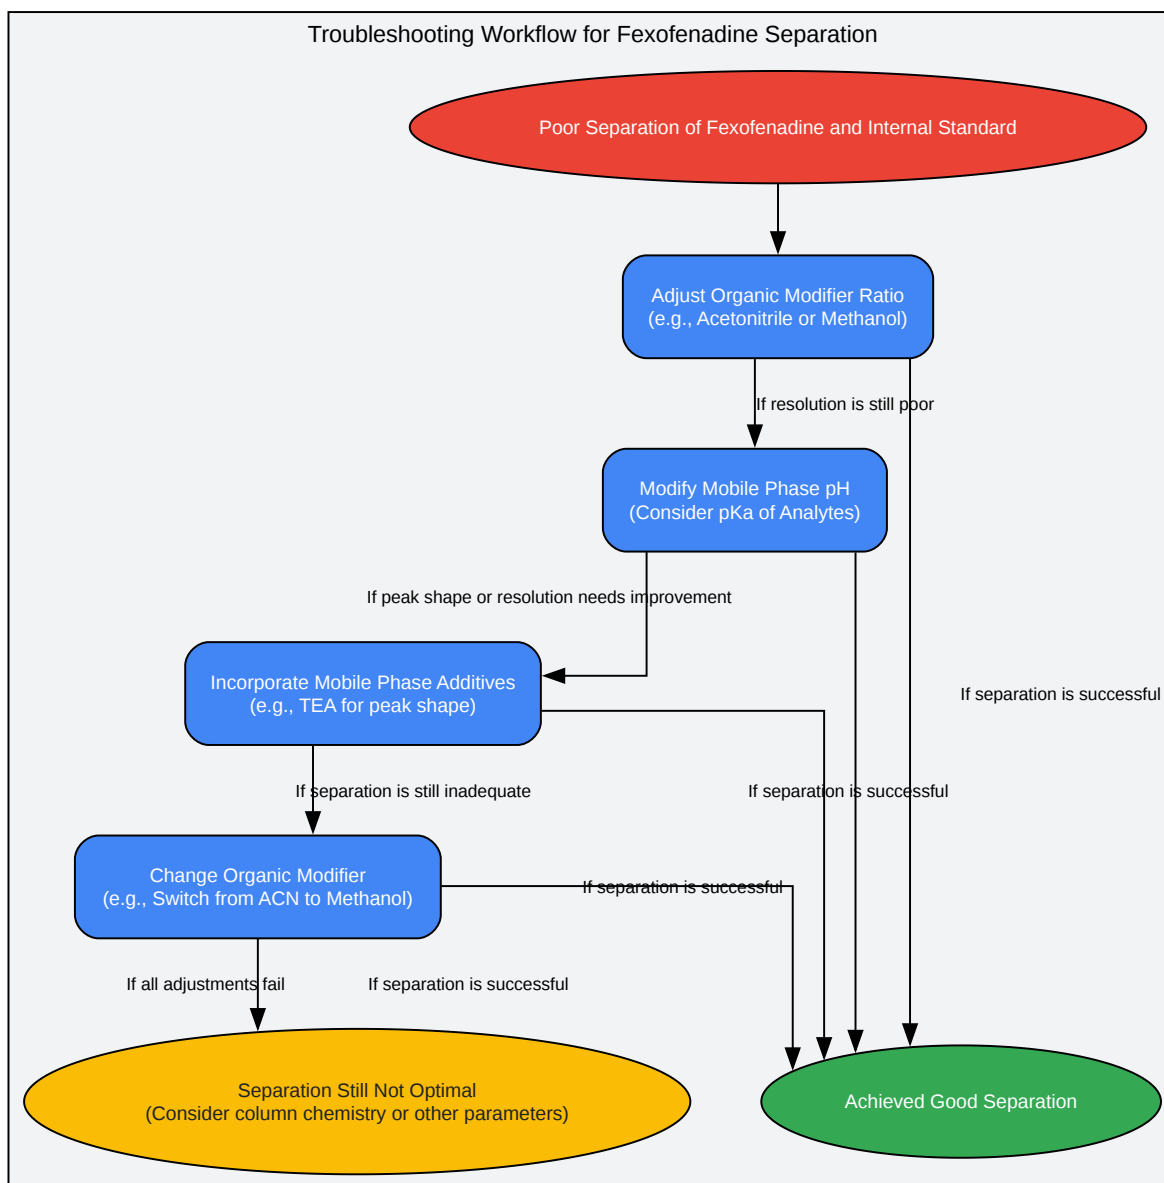 Troubleshooting Workflow for Fexofenadine Separation
Poor Separation of Fexofenadine and Internal Standard
Adjust Organic Modifier Ratio
(e.g., Acetonitrile or Methanol)
If resolution is still poor
Modify Mobile Phase pH
(Consider pKa of Analytes)
If peak shape or resolution needs improvement
Incorporate Mobile Phase Additives
(e.g., TEA for peak shape)
If separation is successful
If separation is still inadequate
If separation is successful
Change Organic Modifier
(e.g., Switch from ACN to Methanol)
If separation is successful
If all adjustments fail
If separation is successful
Separation Still Not Optimal
(Consider column chemistry or other parameters)
Achieved Good Separation